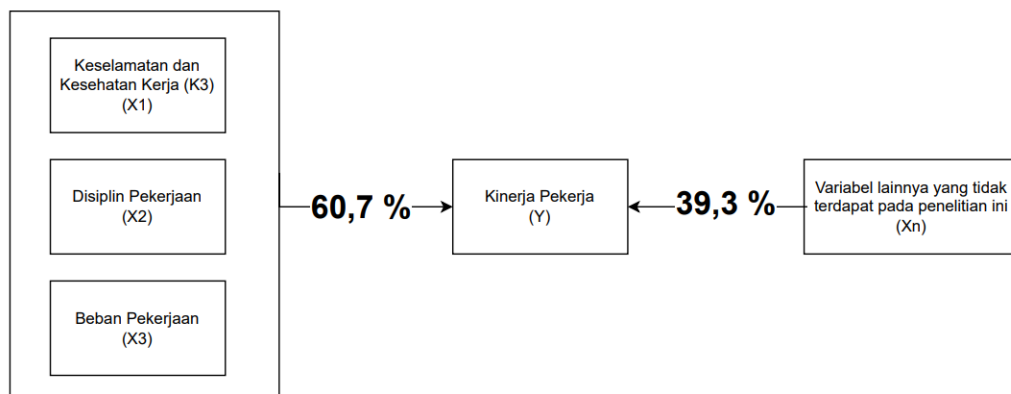 Keselamatan dan
Kesehatan Kerja (K3)
(X1)
Disiplin Pekerjaan
(X2)
Beban Pekerjaan
(X3)
60,7 %
Kinerja Pekerja
(Y)
39,3 %
Variabel lainnya yang tidak
terdapat pada penelitian ini
(Xn)